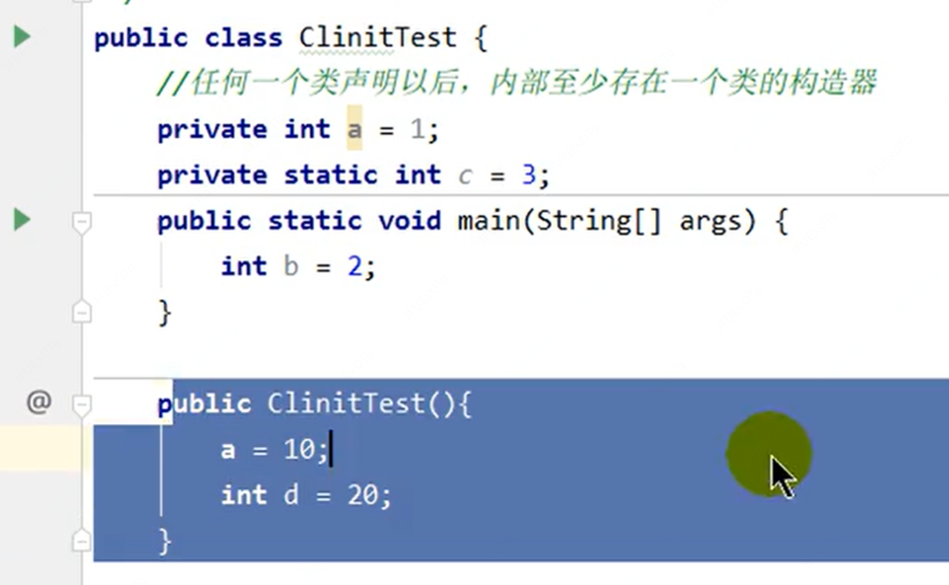 public class ClinitTest {
//任何一个类声明以后，内部至少存在一个类的构造器
private int a = 1;
private static int c = 3;
public static void main(String[] args) {
int b = 2;
}
@ public ClinitTest(){
a = 10;
int d = 20;
}